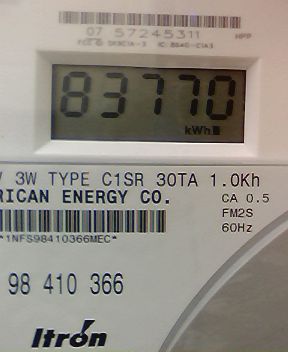 07 57245311
83770
kWh
V 3W TYPE C1SR 30TA 1.0Kh
RICAN ENERGY CO.
CA 0.5
FM2S
60Hz
*1NFS98410366MEC*
98 410 366
Itrón